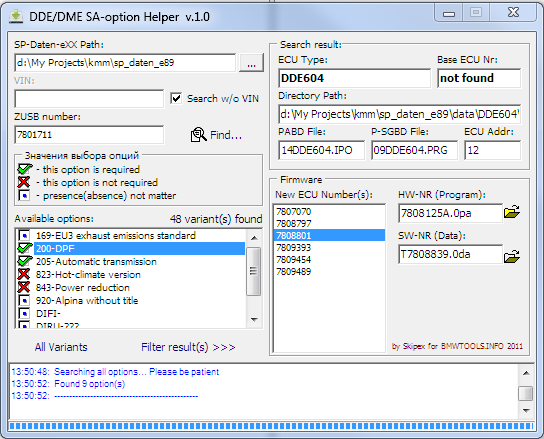 DDE/DME SA-option Helper v.1.0
SP-Daten-eXX Path:
d:\My Projects\kmm\sp_daten_e89
...
VIN:
Search w/o VIN
ZUSB number:
7801711
Find...
Значения выбора опций
- this option is required
- this option is not required
- presence(absence) not matter
Available options:
48 variant(s) found
169-EU3 exhaust emissions standard
200-DPF
205-Automatic transmission
823-Hot-climate version
843-Power reduction
920-Alpina without title
DIFI-
DIRU-???
All Variants
Filter result(s) >>>
Search result:
ECU Type:
Base ECU Nr:
DDE604
not found
Directory Path:
d:\My Projects\kmm\sp_daten_e89\data\DDE604\
PABD File:
P-SGBD File:
ECU Addr:
14DDE604.IPO
09DDE604.PRG
12
Firmware
New ECU Number(s):
7807070
7808797
7808801
7809393
7809454
7809489
HW-NR (Program):
7808125A.0pa
SW-NR (Data):
T7808839.0da
by Skipex for BMWTOOLS.INFO 2011
13:50:48: Searching all options... Please be patient
13:50:52: Found 9 option(s)
13:50:52: ------------------------------------------------